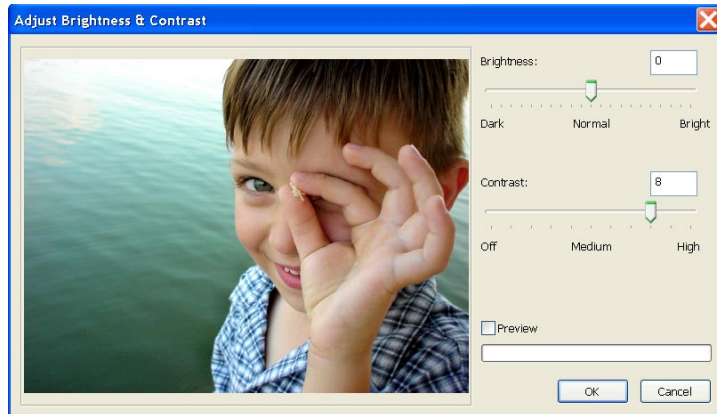 Adjust Brightness & Contrast
Brightness: 0
Dark Normal Bright
Contrast: 8
Off Medium High
Preview
OK Cancel